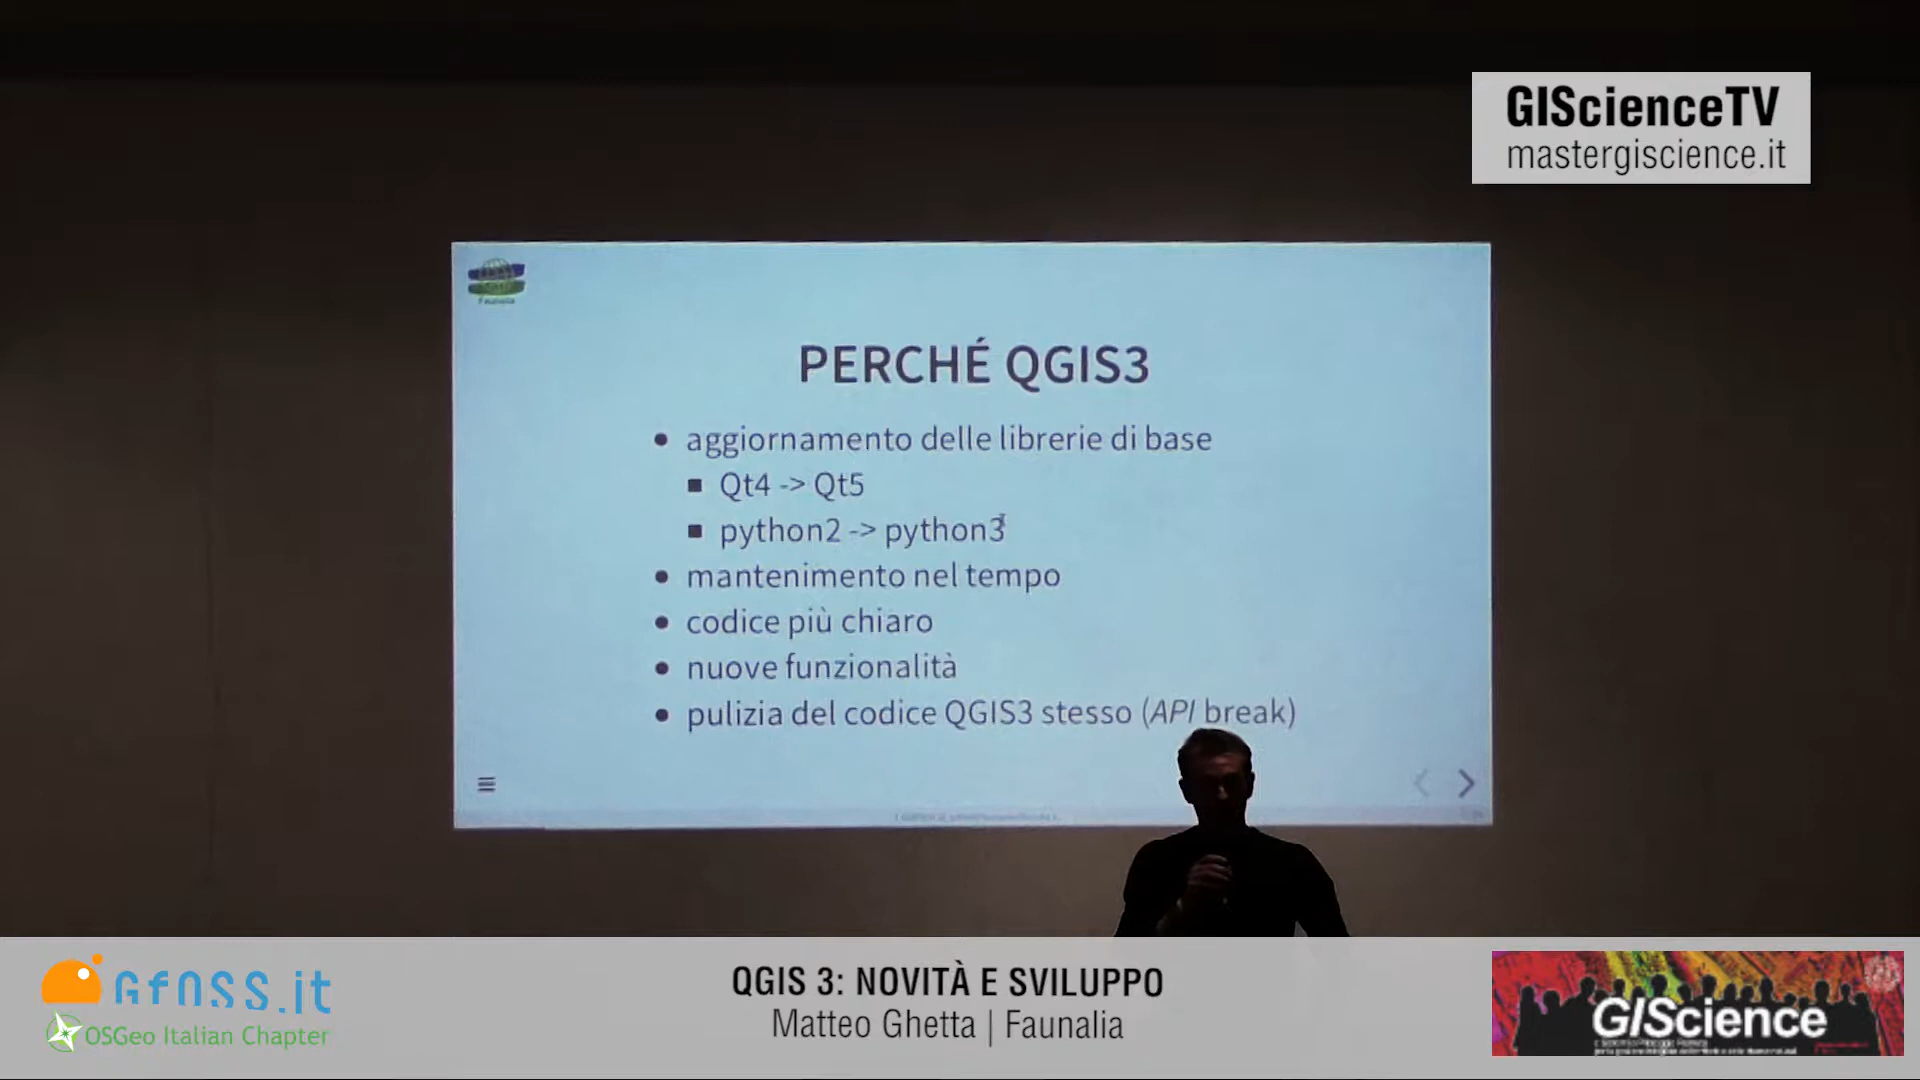 GIScienceTV
mastergiscience.it
Faunalia
PERCHÉ QGIS3
aggiornamento delle librerie di base
Qt4 -> Qt5
python2 -> python3
mantenimento nel tempo
codice più chiaro
nuove funzionalità
pulizia del codice QGIS3 stesso (API break)
GfOSS.it
OSGeo Italian Chapter
QGIS 3: NOVITÀ E SVILUPPO
Matteo Ghetta | Faunalia
GIScience